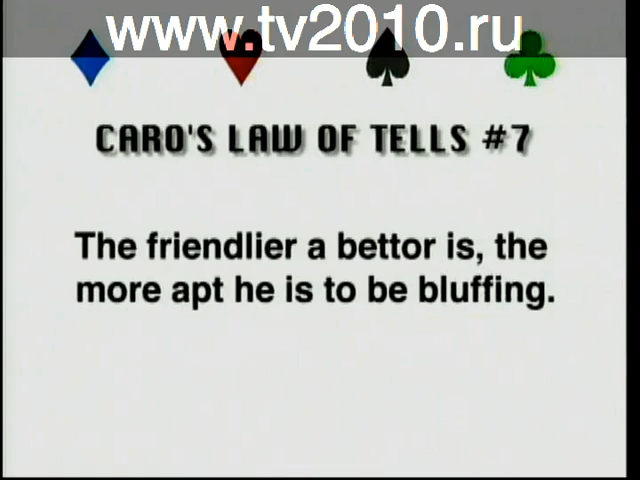 www.tv2010.ru
CARO'S LAW OF TELLS #7
The friendlier a bettor is, the
more apt he is to be bluffing.